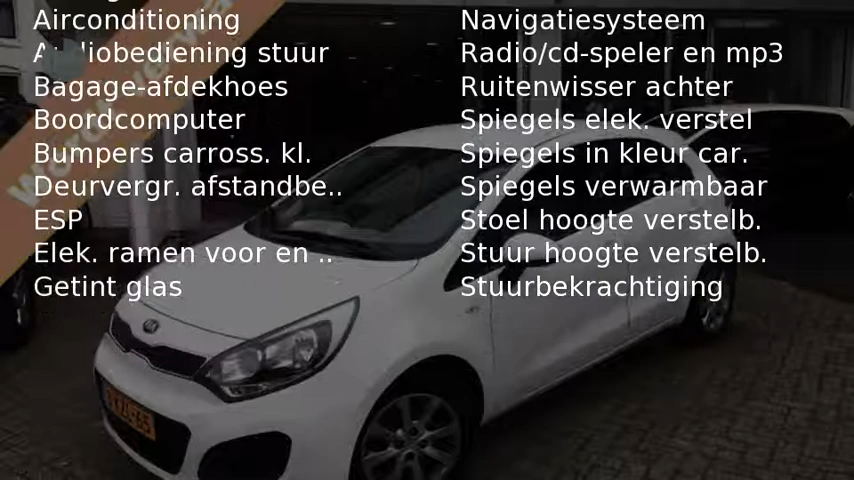 Airconditioning
Bagage-afdekhoes
Boordcomputer
Bumpers carross. kl.
Deurvergr. afstandbe..
ESP
Elek. ramen voor en ..
Getint glas
stuur
Navigatiesysteem
Radio/cd-speler en mp3
Ruitenwisser achter
Spiegels elek. verstel
Spiegels in kleur car.
Spiegels verwarmbaar
Stoel hoogte verstelb.
Stuur hoogte verstelb.
Stuurbekrachtiging